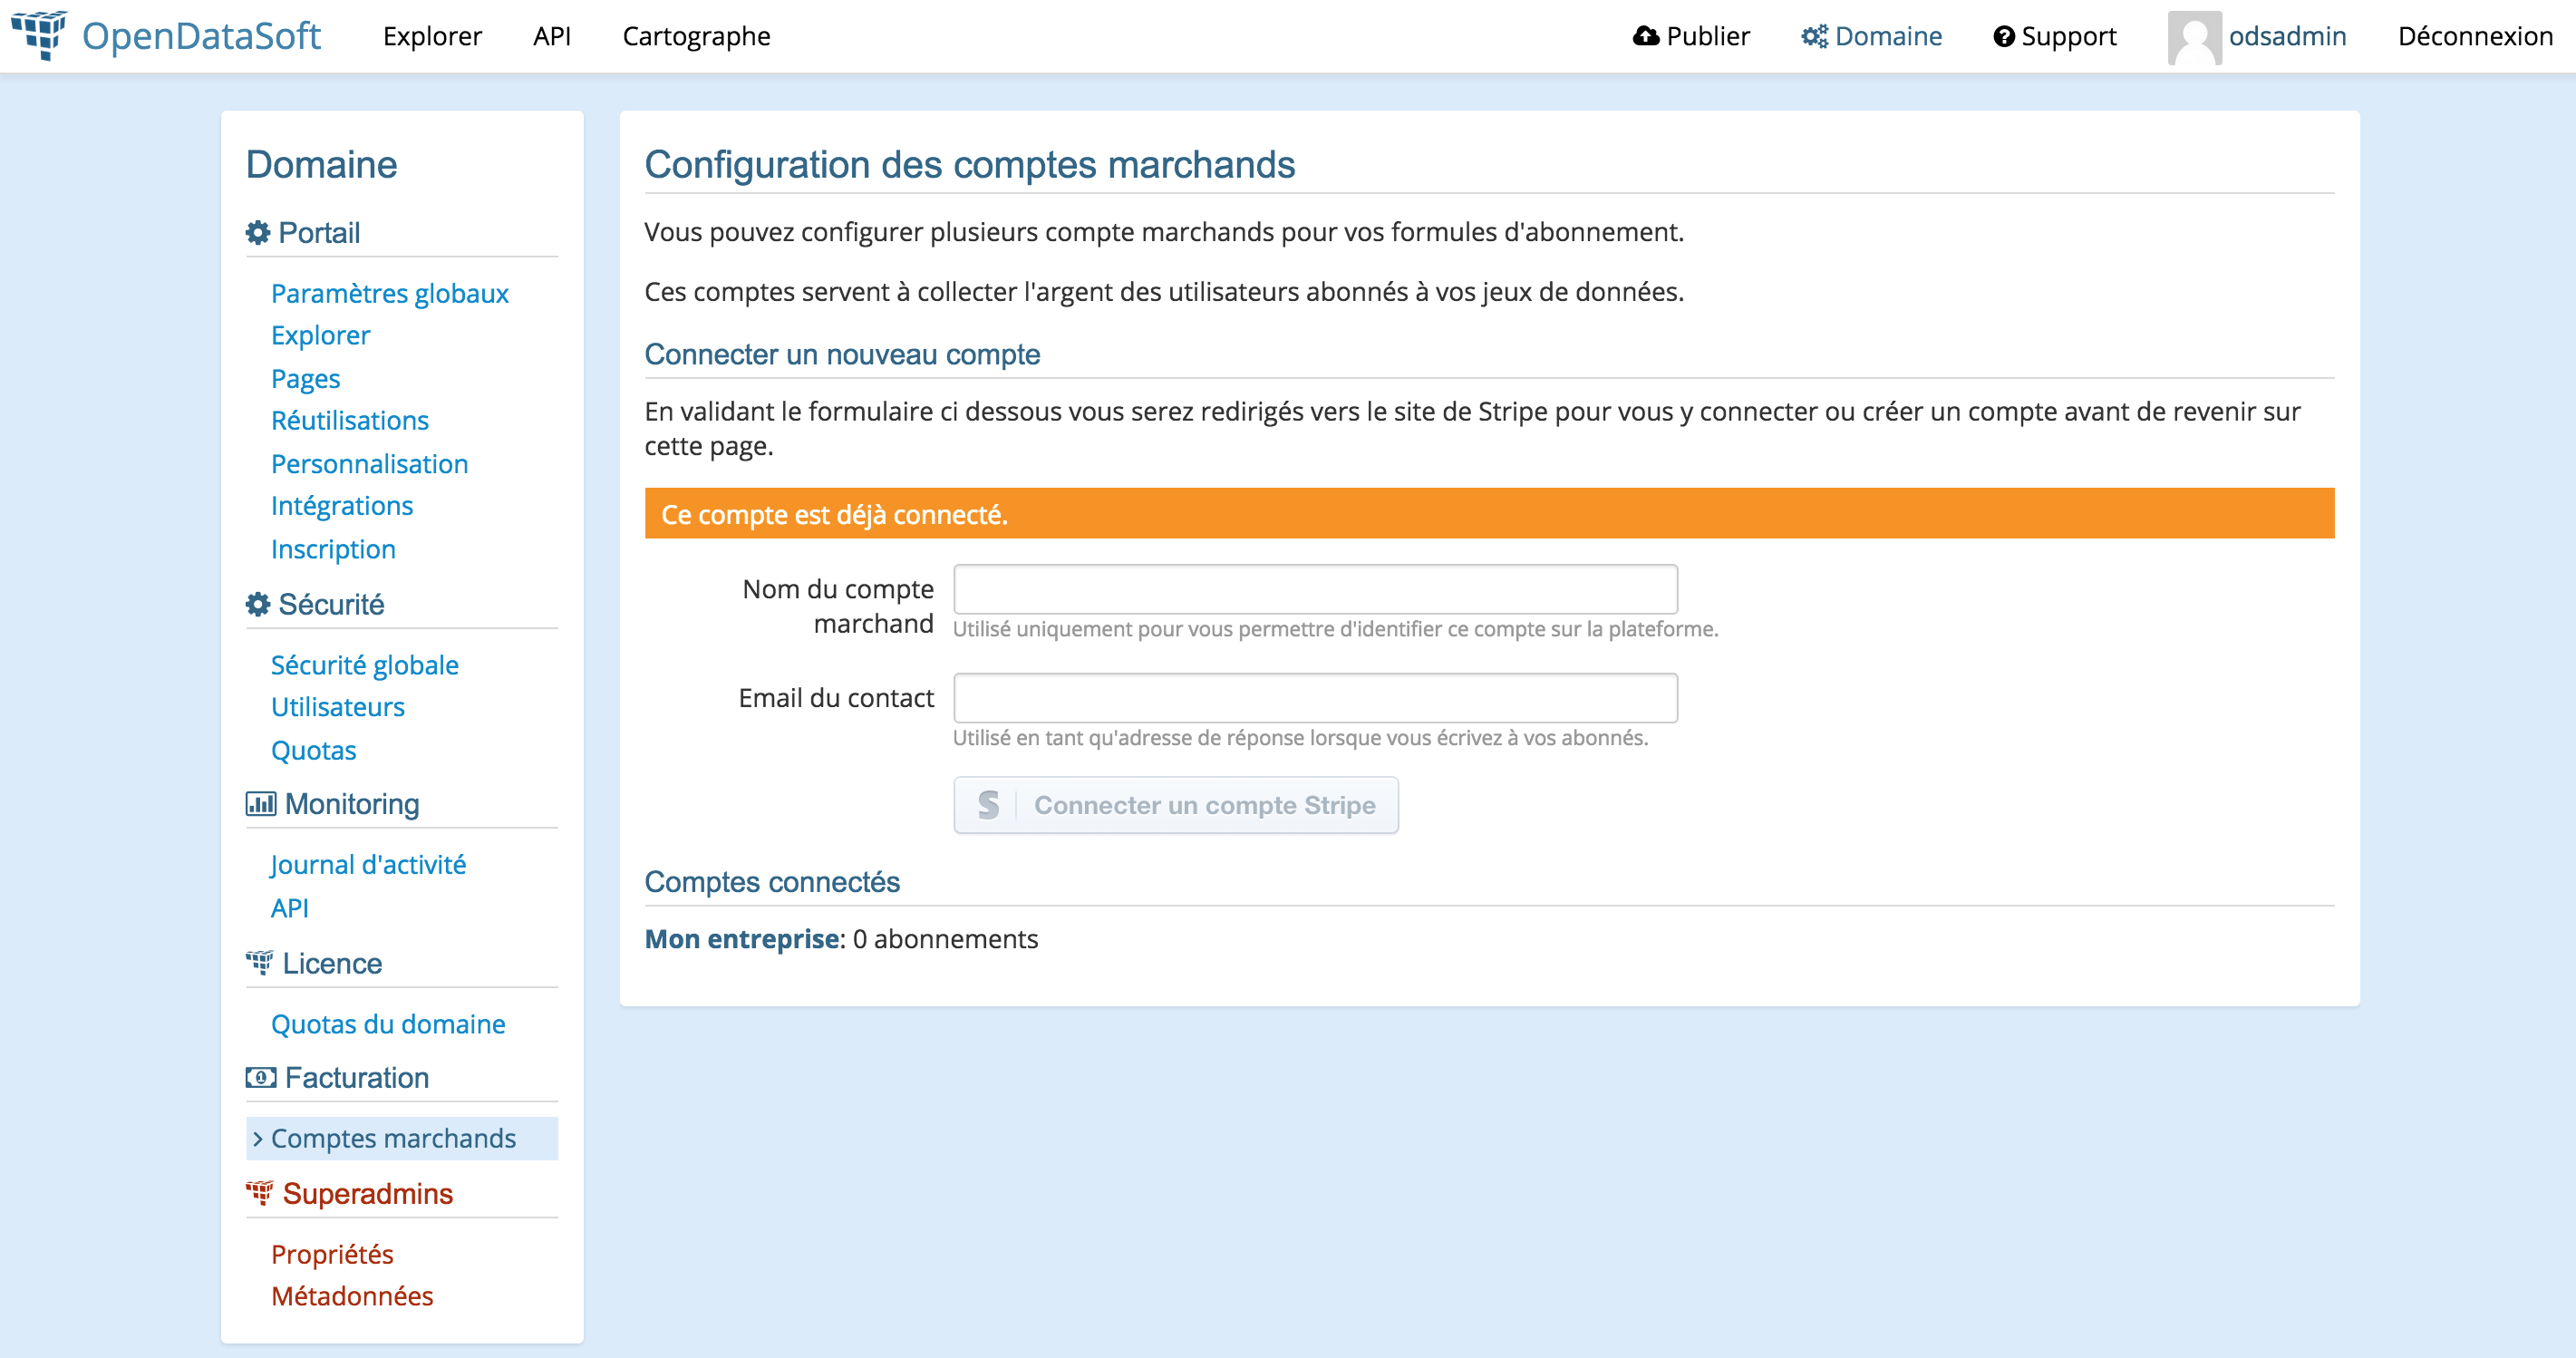 OpenDataSoft Explorer API Cartographe Publier Domaine Support odsadmin Déconnexion
Domaine
Portail
Paramètres globaux
Explorer
Pages
Réutilisations
Personnalisation
Intégrations
Inscription
Sécurité
Sécurité globale
Utilisateurs
Quotas
Monitoring
Journal d'activité
API
Licence
Quotas du domaine
Facturation
Comptes marchands
Superadmins
Propriétés
Métadonnées
Configuration des comptes marchands
Vous pouvez configurer plusieurs compte marchands pour vos formules d'abonnement.
Ces comptes servent à collecter l'argent des utilisateurs abonnés à vos jeux de données.
Connecter un nouveau compte
En validant le formulaire ci dessous vous serez redirigés vers le site de Stripe pour vous y connecter ou créer un compte avant de revenir sur
cette page.
Ce compte est déjà connecté.
Nom du compte
marchand
Utilisé uniquement pour vous permettre d'identifier ce compte sur la plateforme.
Email du contact
Utilisé en tant qu'adresse de réponse lorsque vous écrivez à vos abonnés.
S Connecter un compte Stripe
Comptes connectés
Mon entreprise: 0 abonnements